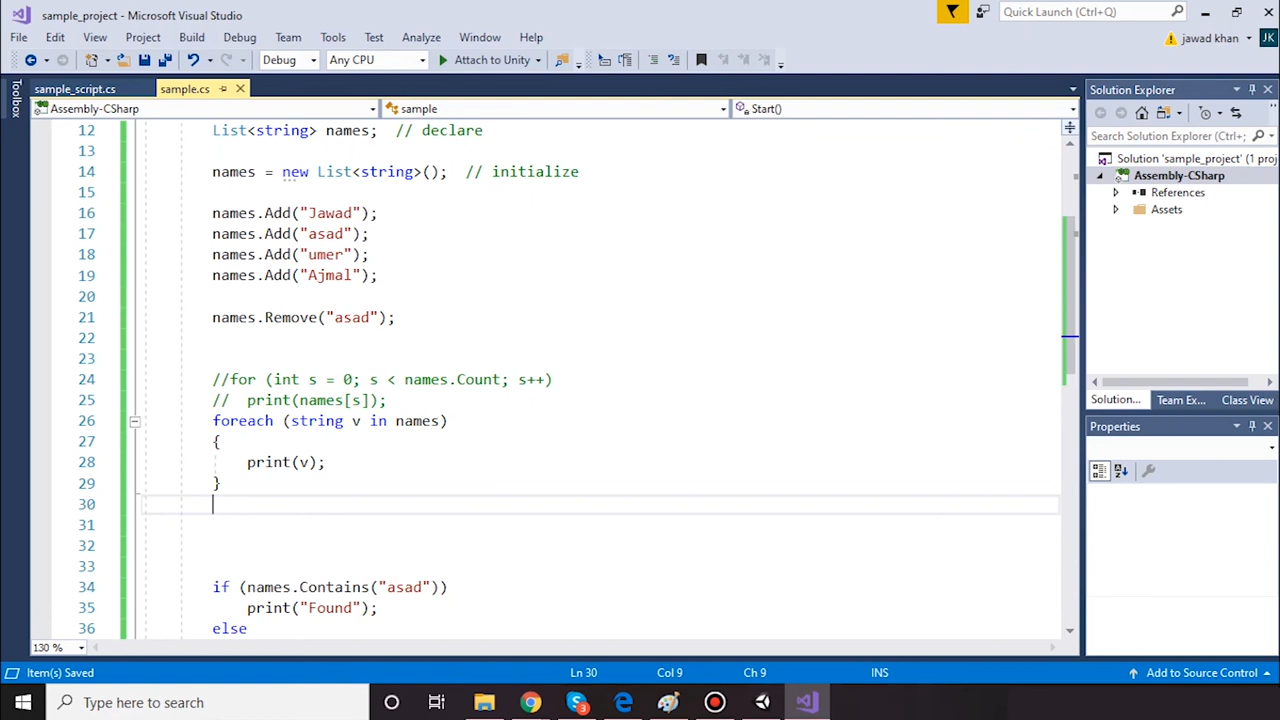 sample_project - Microsoft Visual Studio
Quick Launch (Ctrl+Q)
File Edit View Project Build Debug Team Tools Test Analyze Window Help
jawad khan JK
Debug Any CPU Attach to Unity
Toolbox
sample_script.cs sample.cs
Assembly-CSharp sample Start()
12 List<string> names; // declare
13
14 names = new List<string>(); // initialize
15
16 names.Add("Jawad");
17 names.Add("asad");
18 names.Add("umer");
19 names.Add("Ajmal");
20
21 names.Remove("asad");
22
23
24 //for (int s = 0; s < names.Count; s++)
25 // print(names[s]);
26 foreach (string v in names)
27 {
28 print(v);
29 }
30
31
32
33
34 if (names.Contains("asad"))
35 print("Found");
36 else
130 %
Solution Explorer
Search Solution Explorer (Ctrl+;
Solution 'sample_project' (1 proj
Assembly-CSharp
References
Assets
Solution... Team Ex... Class View
Properties
Item(s) Saved Ln 30 Col 9 Ch 9 INS Add to Source Control
Type here to search
3